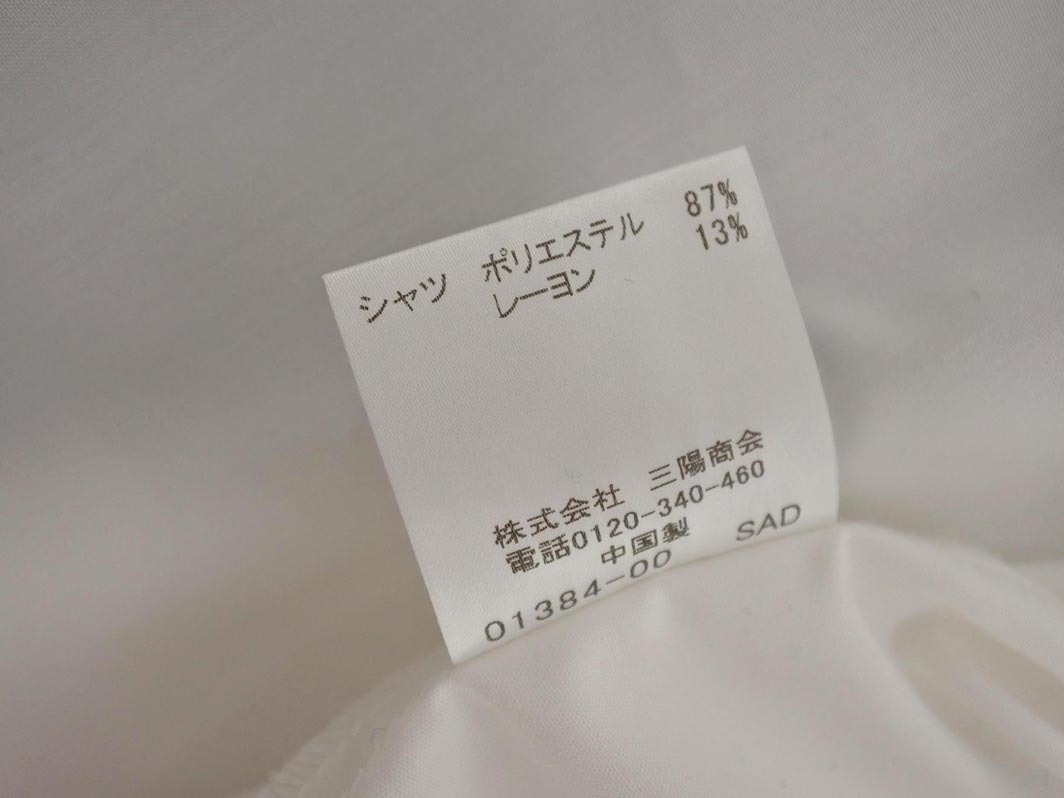 シャツ ポリエステル 87%
レーヨン 13%
株式会社 三陽商会
電話0120-340-460
中国製 SAD
01384-00